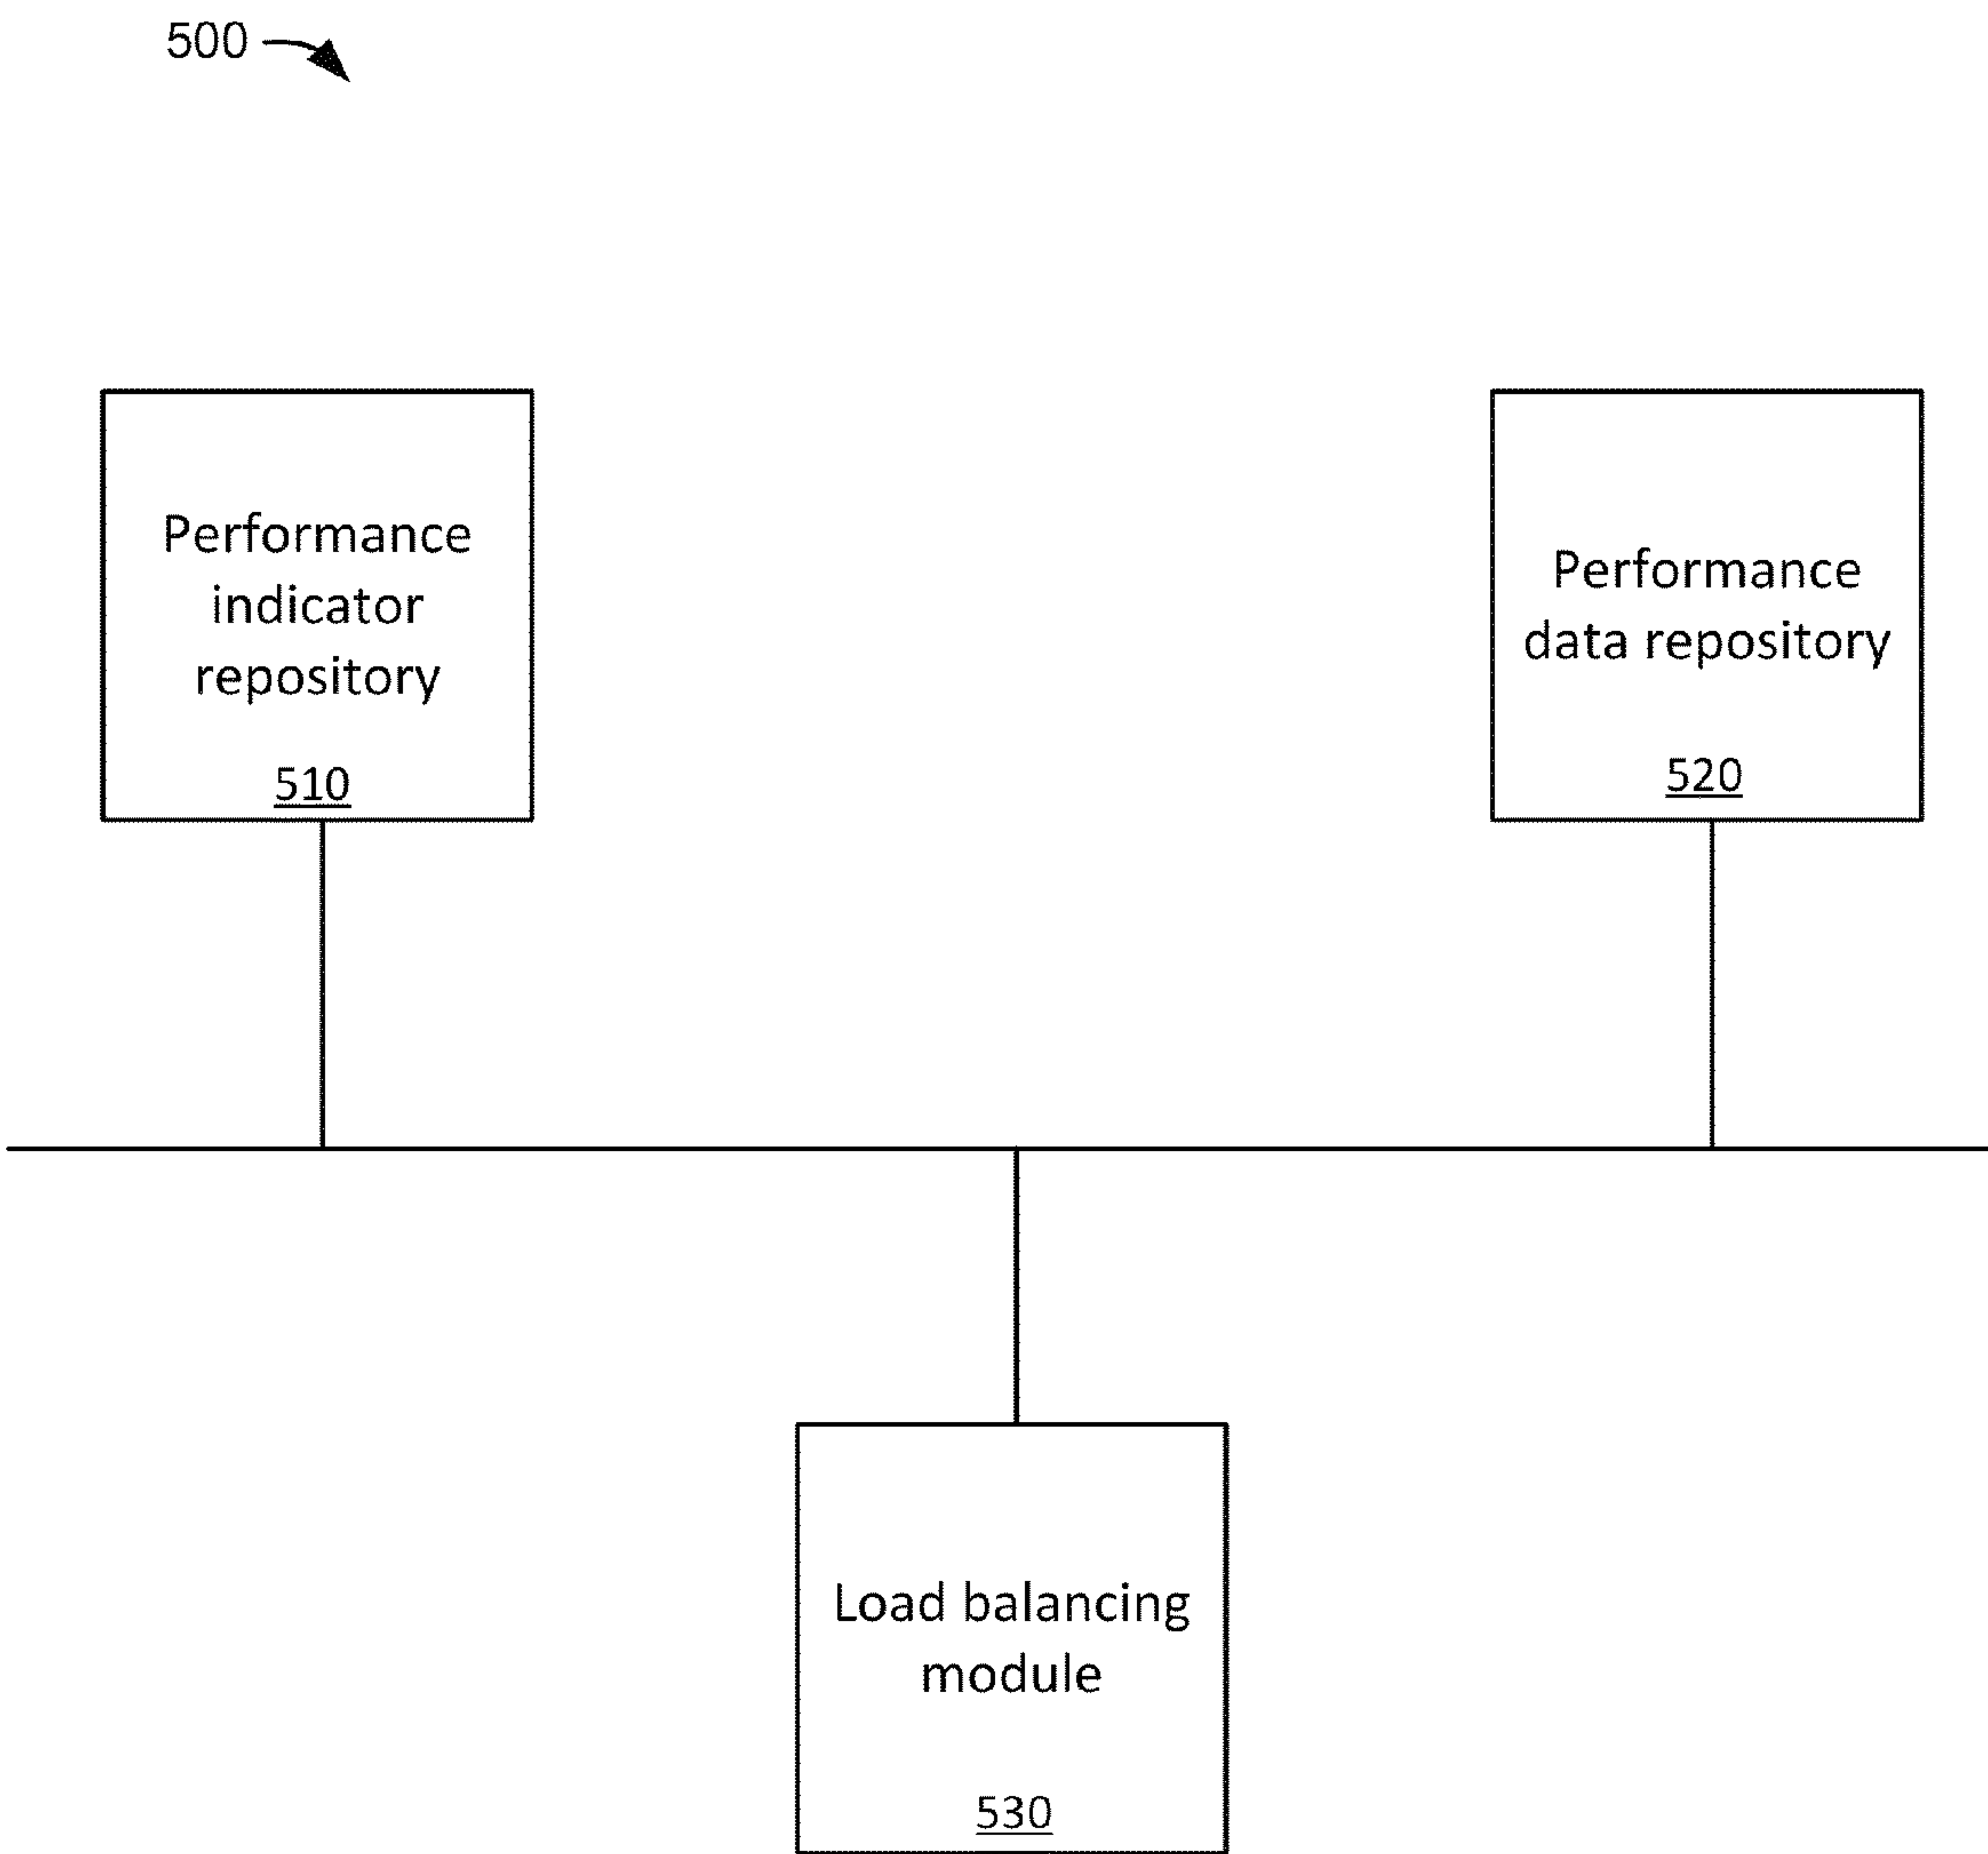 500
Performance
indicator
repository
510
Performance
data repository
520
Load balancing
module
530